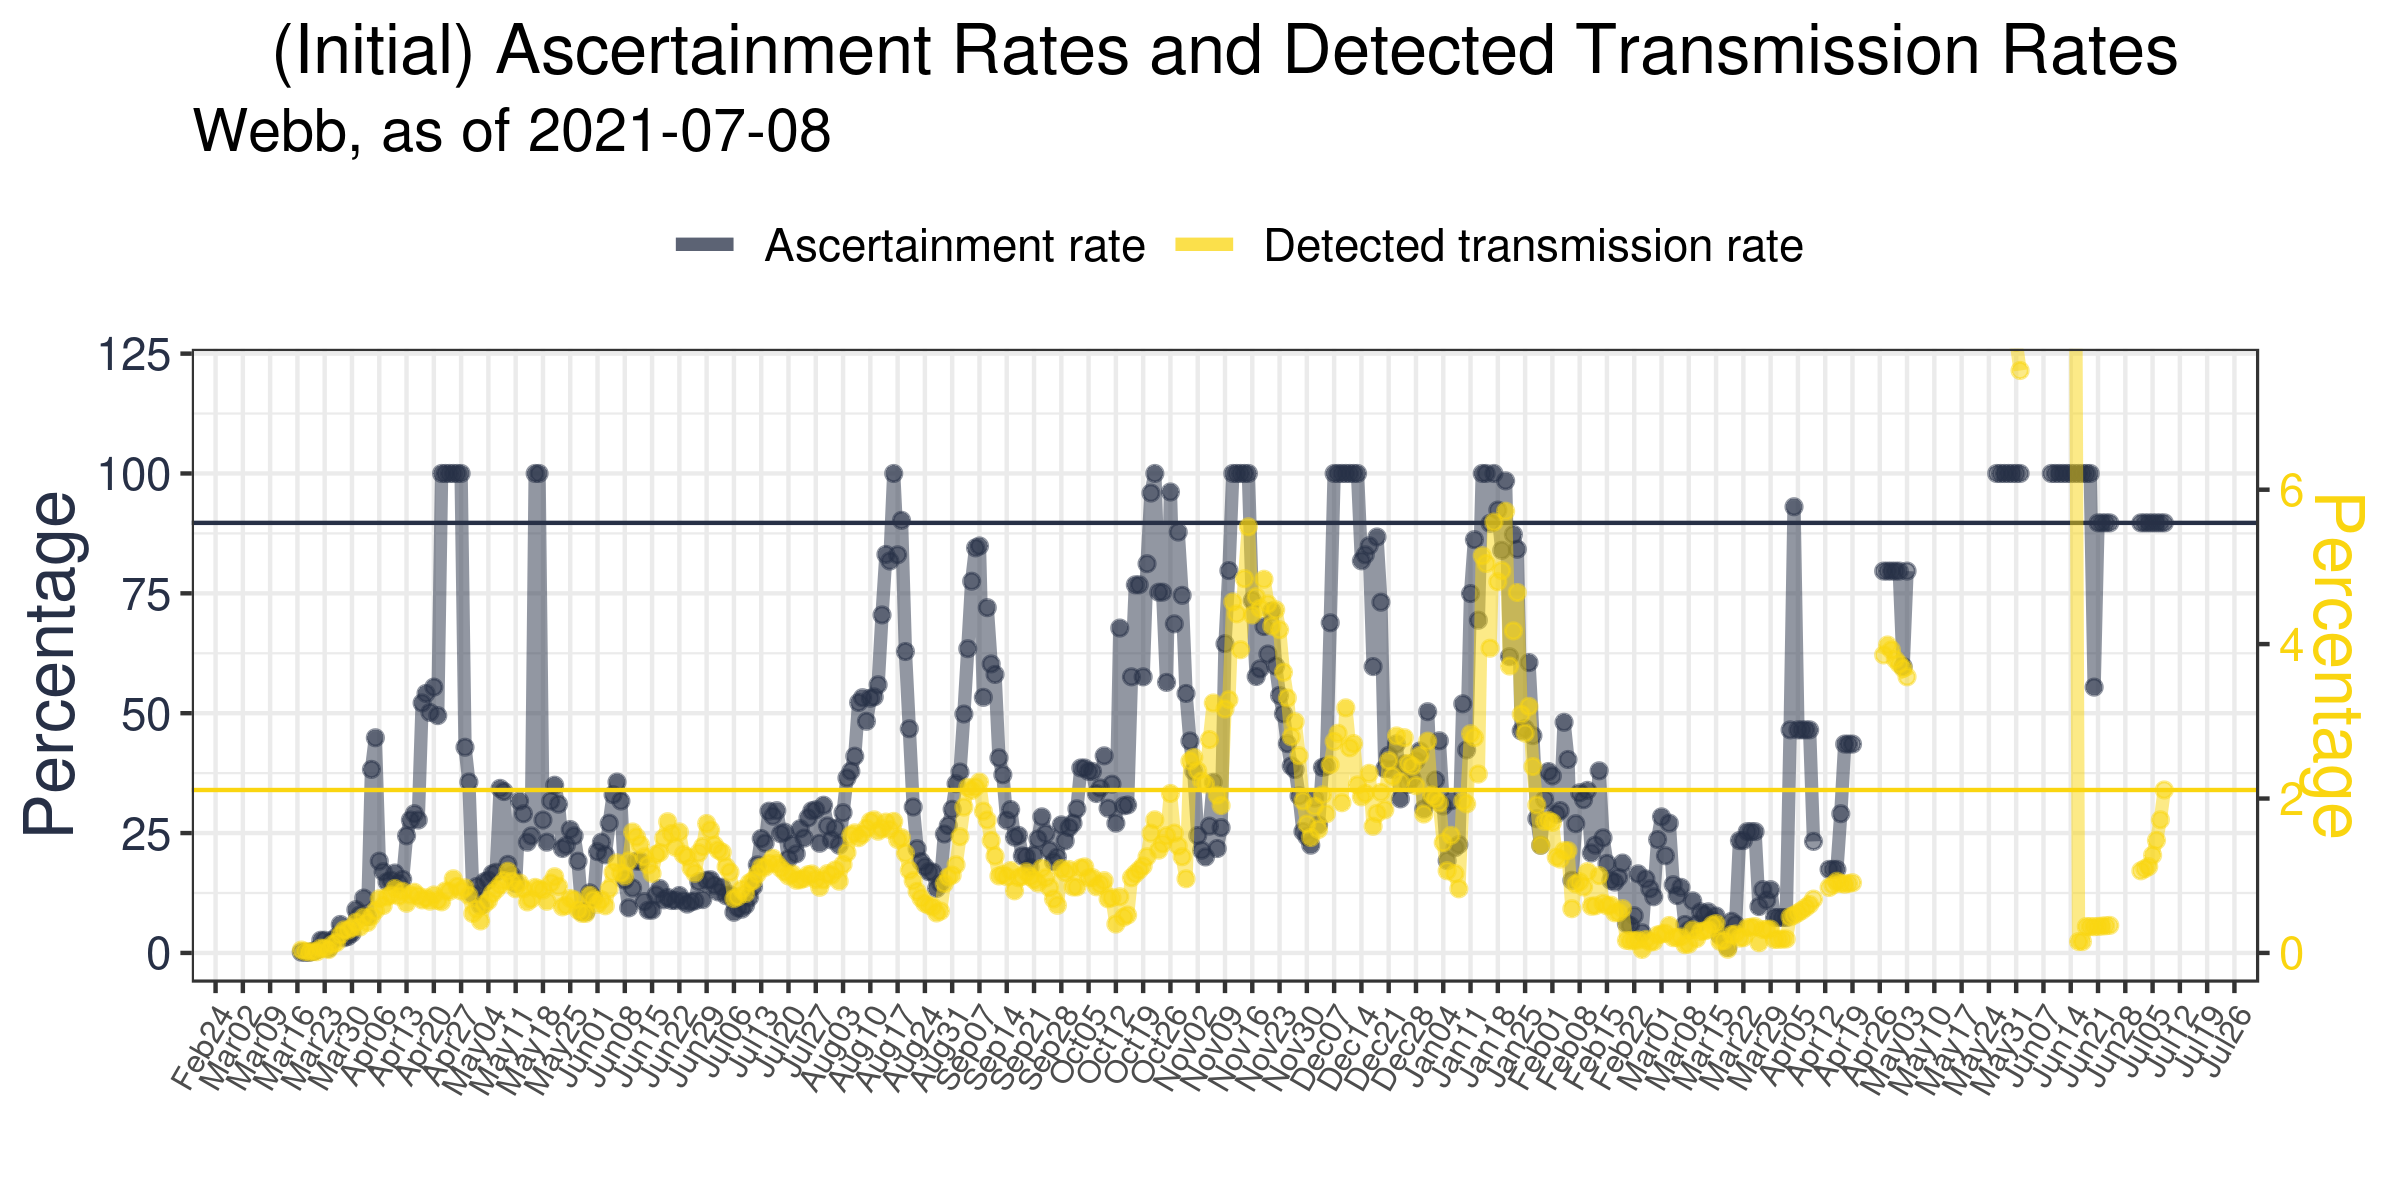 (Initial) Ascertainment Rates and Detected Transmission Rates
Webb, as of 2021-07-08
Ascertainment rate
Detected transmission rate
125
100
75
50
25
0
Percentage
6
4
2
0
Percentage
Feb24
Mar02
Mar09
Mar16
Mar23
Mar30
Apr06
Apr13
Apr20
Apr27
May04
May11
May18
May25
Jun01
Jun08
Jun15
Jun22
Jun29
Jul06
Jul13
Jul20
Jul27
Aug03
Aug10
Aug17
Aug24
Aug31
Sep07
Sep14
Sep21
Sep28
Oct05
Oct12
Oct19
Oct26
Nov02
Nov09
Nov16
Nov23
Nov30
Dec07
Dec14
Dec21
Dec28
Jan04
Jan11
Jan18
Jan25
Feb01
Feb08
Feb15
Feb22
Mar01
Mar08
Mar15
Mar22
Mar29
Apr05
Apr12
Apr19
Apr26
May03
May10
May17
May24
May31
Jun07
Jun14
Jun21
Jun28
Jul05
Jul12
Jul19
Jul26